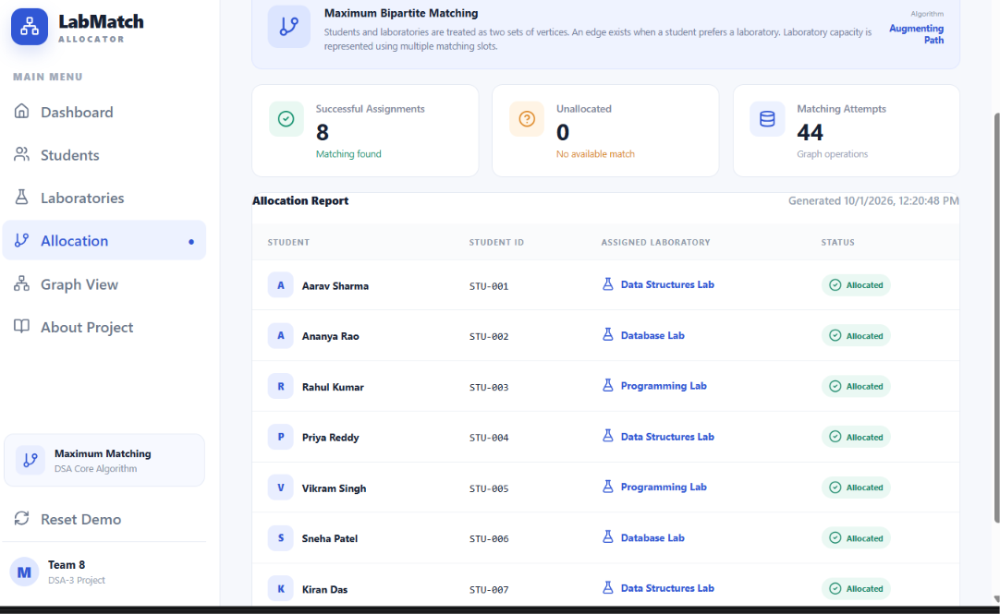 LabMatch
ALLOCATOR
MAIN MENU
Dashboard
Students
Laboratories
Allocation
Graph View
About Project
Maximum Matching
DSA Core Algorithm
Reset Demo
M
Team 8
DSA-3 Project
Maximum Bipartite Matching
Students and laboratories are treated as two sets of vertices. An edge exists when a student prefers a laboratory. Laboratory capacity is
represented using multiple matching slots.
Algorithm
Augmenting
Path
Successful Assignments
8
Matching found
Unallocated
0
No available match
Matching Attempts
44
Graph operations
Allocation Report
Generated 10/1/2026, 12:20:48 PM
STUDENT STUDENT ID ASSIGNED LABORATORY STATUS
A Aarav Sharma STU-001 Data Structures Lab Allocated
A Ananya Rao STU-002 Database Lab Allocated
R Rahul Kumar STU-003 Programming Lab Allocated
P Priya Reddy STU-004 Data Structures Lab Allocated
V Vikram Singh STU-005 Programming Lab Allocated
S Sneha Patel STU-006 Database Lab Allocated
K Kiran Das STU-007 Data Structures Lab Allocated